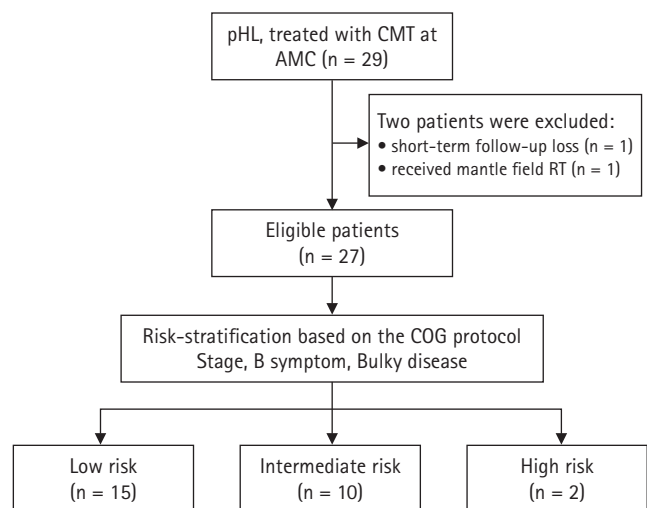 pHL, treated with CMT at
AMC (n = 29)
Two patients were excluded:
• short-term follow-up loss (n = 1)
• received mantle field RT (n = 1)
Eligible patients
(n = 27)
Risk-stratification based on the COG protocol
Stage, B symptom, Bulky disease
Low risk
(n = 15)
Intermediate risk
(n = 10)
High risk
(n = 2)